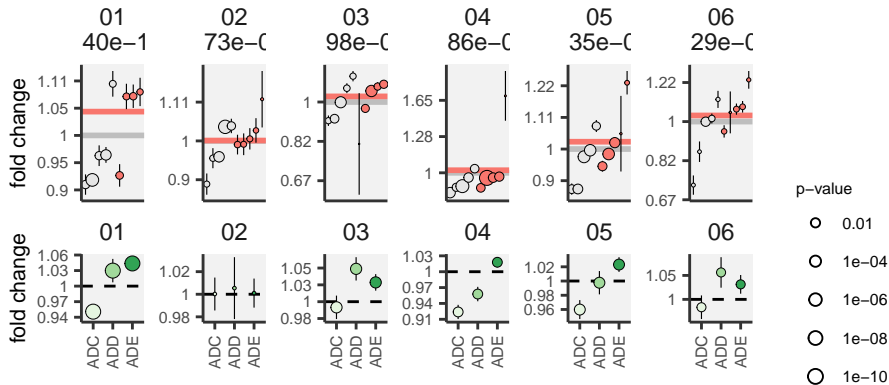 01 02 03 04 05 06
40e−1 73e−0 98e−0 86e−0 35e−0 29e−0
fold change
1.11 1.05 1 0.95 0.9
1.11 1 0.9
1 0.82 0.67
1.65 1.28 1
1.22 1.11 1 0.9
1.22 1 0.82 0.67
01 02 03 04 05 06
fold change
1.06 1.03 1 0.97 0.94
1.02 1 0.98
1.05 1.03 1 0.98
1.03 1 0.97 0.94 0.91
1.02 1 0.98 0.96
1.05 1
ADC ADD ADE
ADC ADD ADE
ADC ADD ADE
ADC ADD ADE
ADC ADD ADE
ADC ADD ADE
p−value
0.01
1e−04
1e−06
1e−08
1e−10